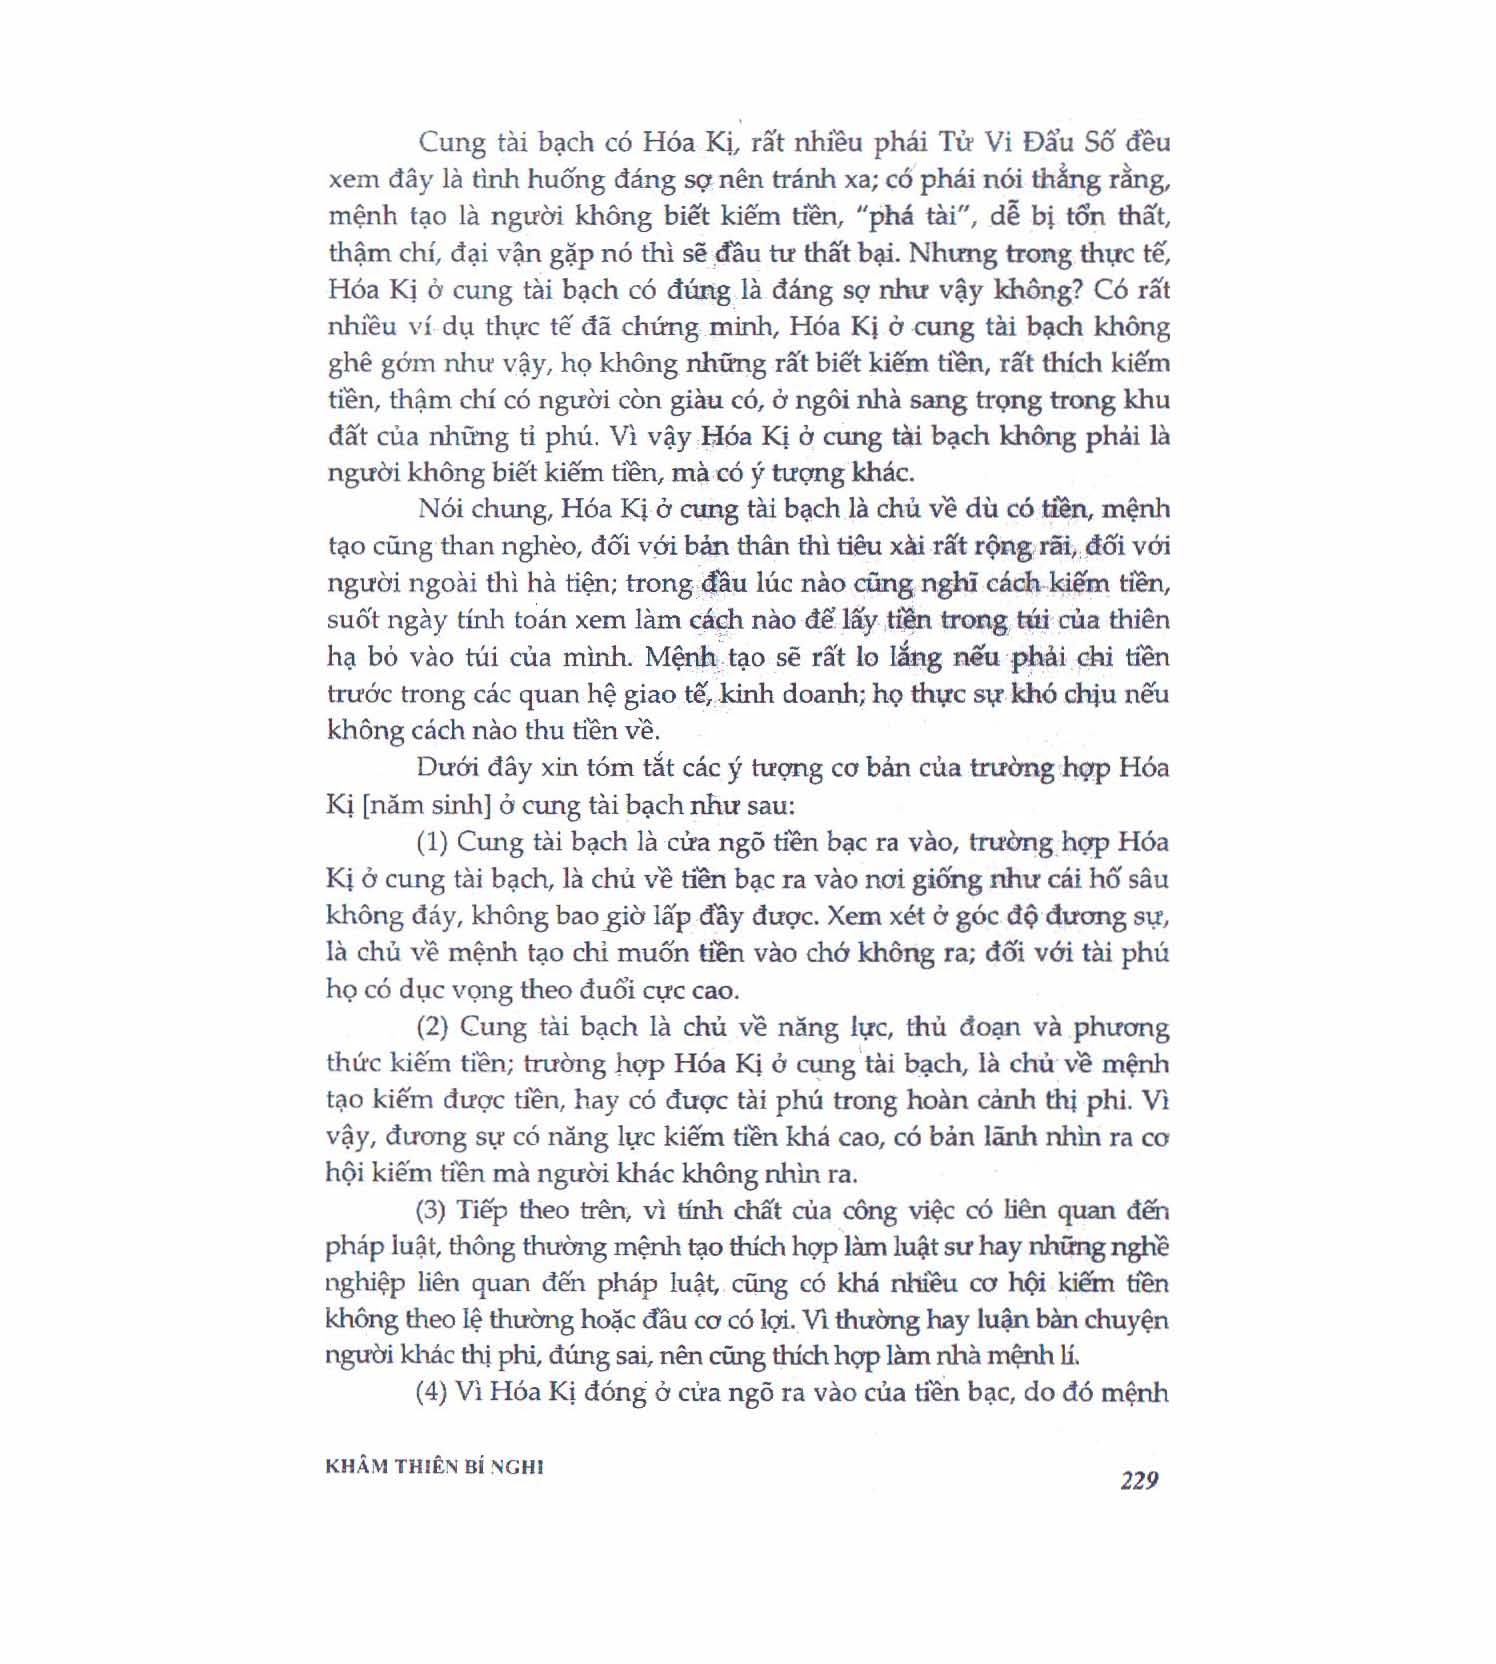 Cung tài bạch có Hóa Kị, rất nhiều phái Tử Vi Đẩu Số đều
xem đây là tình huống đáng sợ nên tránh xa; có phái nói thẳng rằng,
mệnh tạo là người không biết kiếm tiền, "phá tài", dễ bị tổn thất,
thậm chí, đại vận gặp nó thì sẽ đầu tư thất bại. Nhưng trong thực tế,
Hóa Kị ở cung tài bạch có đúng là đáng sợ như vậy không? Có rất
nhiều ví dụ thực tế đã chứng minh, Hóa Kị ở cung tài bạch không
ghê gớm như vậy, họ không những rất biết kiếm tiền, rất thích kiếm
tiền, thậm chí có người còn giàu có, ở ngôi nhà sang trọng trong khu
đất của những tỉ phú. Vì vậy Hóa Kị ở cung tài bạch không phải là
người không biết kiếm tiền, mà có ý tượng khác.
Nói chung, Hóa Kị ở cung tài bạch là chủ về dù có tiền, mệnh
tạo cũng than nghèo, đối với bản thân thì tiêu xài rất rộng rãi, đối với
người ngoài thì hà tiện; trong đầu lúc nào cũng nghĩ cách kiếm tiền,
suốt ngày tính toán xem làm cách nào để lấy tiền trong túi của thiên
hạ bỏ vào túi của mình. Mệnh tạo sẽ rất lo lắng nếu phải chi tiền
trước trong các quan hệ giao tế, kinh doanh; họ thực sự khó chịu nếu
không cách nào thu tiền về.
Dưới đây xin tóm tắt các ý tượng cơ bản của trường hợp Hóa
Kị [năm sinh] ở cung tài bạch như sau:
(1) Cung tài bạch là cửa ngõ tiền bạc ra vào, trường hợp Hóa
Kị ở cung tài bạch, là chủ về tiền bạc ra vào nơi giống như cái hố sâu
không đáy, không bao giờ lấp đầy được. Xem xét ở góc độ đương sự,
là chủ về mệnh tạo chỉ muốn tiền vào chớ không ra; đối với tài phú
họ có dục vọng theo đuổi cực cao.
(2) Cung tài bạch là chủ về năng lực, thủ đoạn và phương
thức kiếm tiền; trường hợp Hóa Kị ở cung tài bạch, là chủ về mệnh
tạo kiếm được tiền, hay có được tài phú trong hoàn cảnh thị phi. Vì
vậy, đương sự có năng lực kiếm tiền khá cao, có bản lãnh nhìn ra cơ
hội kiếm tiền mà người khác không nhìn ra.
(3) Tiếp theo trên, vì tính chất của công việc có liên quan đến
pháp luật, thông thường mệnh tạo thích hợp làm luật sư hay những nghề
nghiệp liên quan đến pháp luật, cũng có khá nhiều cơ hội kiếm tiền
không theo lệ thường hoặc đầu cơ có lợi. Vì thường hay luận bàn chuyện
người khác thị phi, đúng sai, nên cũng thích hợp làm nhà mệnh lí.
(4) Vì Hóa Kị đóng ở cửa ngõ ra vào của tiền bạc, do đó mệnh
KHÂM THIÊN BÍ NGHI
229